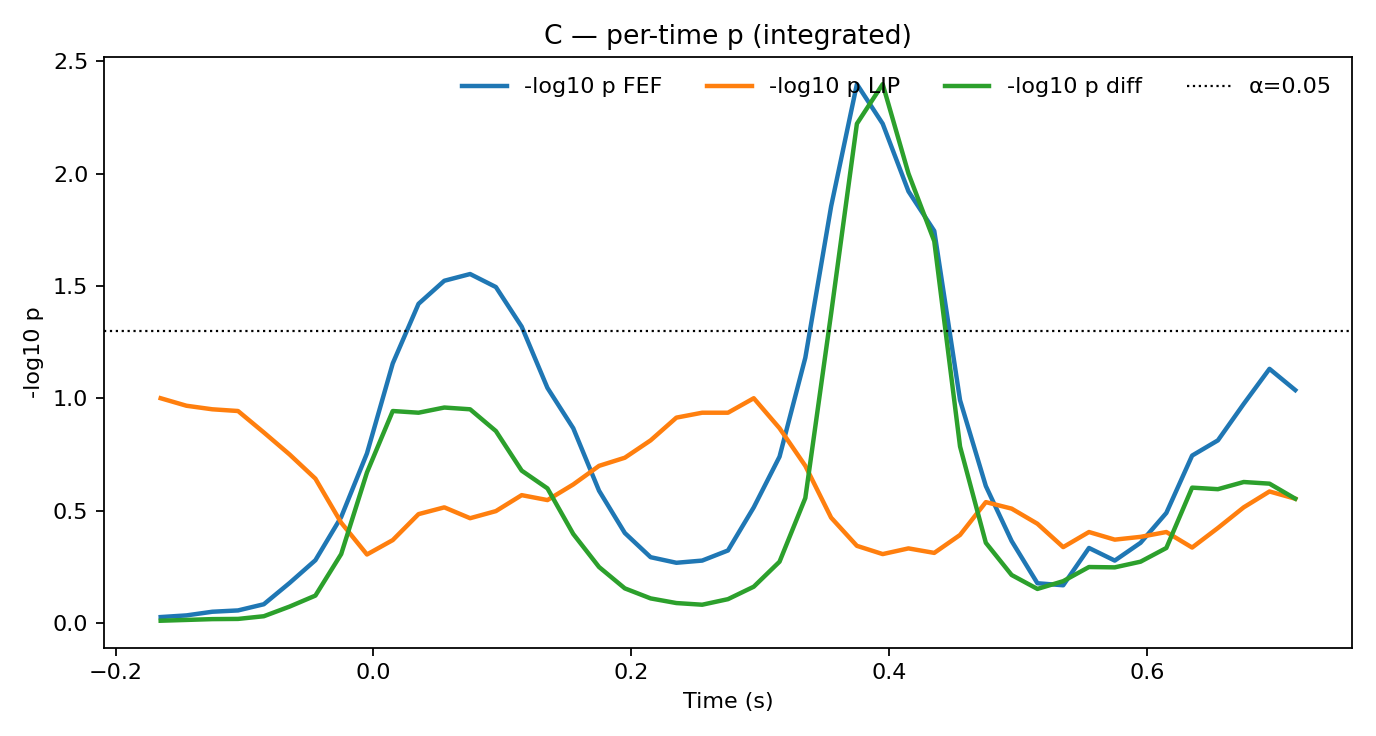 C — per-time p (integrated)
-log10 p FEF -log10 p LIP -log10 p diff α=0.05
2.5
2.0
1.5
1.0
0.5
0.0
-log10 p
−0.2 0.0 0.2 0.4 0.6
Time (s)